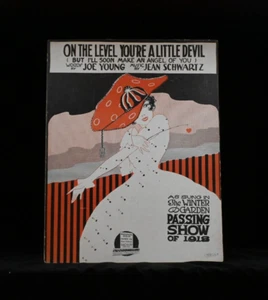 ON THE LEVEL YOU'RE A LITTLE DEVIL
( BUT I'LL SOON MAKE AN ANGEL OF YOU )
WORDS BY JOE YOUNG MUSIC BY JEAN SCHWARTZ
AS SUNG IN
The WINTER
GARDEN
PASSING
SHOW
OF 1918